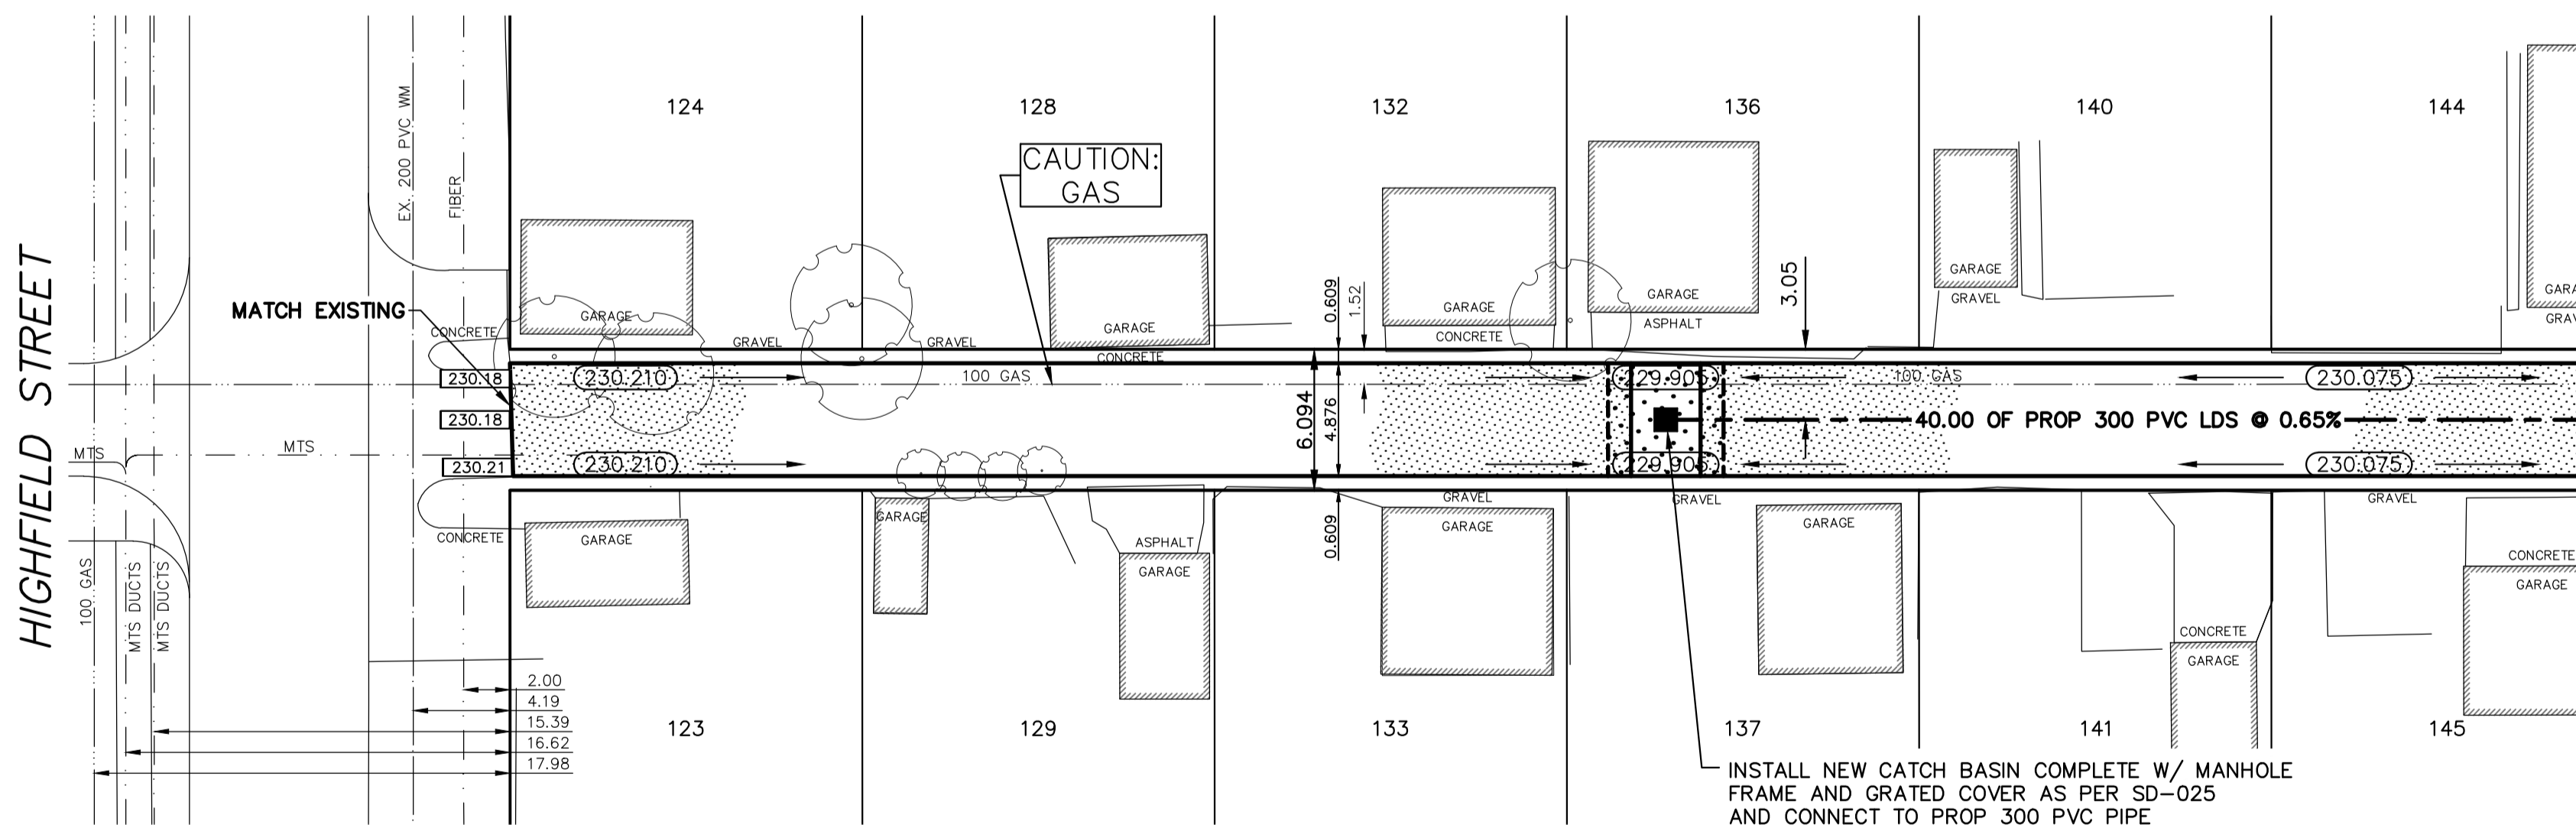 HIGHFIELD STREET
EX. 200 PVC WM
FIBER
124
128
132
136
140
144
CAUTION:
GAS
MATCH EXISTING
CONCRETE
GARAGE
GRAVEL
GRAVEL
GARAGE
CONCRETE
0.609
1.52
GARAGE
CONCRETE
GARAGE
ASPHALT
3.05
GARAGE
GRAVEL
GARA
GRAV
230.18
230.210
100 GAS
229.905
100 GAS
230.075
230.18
6.094
4.876
40.00 OF PROP 300 PVC LDS @ 0.65%
MTS
MTS
230.21
230.210
229.905
230.075
CONCRETE
GARAGE
GARAGE
ASPHALT
GARAGE
0.609
GRAVEL
GARAGE
GRAVEL
GARAGE
GRAVEL
CONCRETE
GARAGE
CONCRETE
GARAGE
100 GAS
MTS DUCTS
MTS DUCTS
2.00
4.19
15.39
16.62
17.98
123
129
133
137
141
145
INSTALL NEW CATCH BASIN COMPLETE W/ MANHOLE
FRAME AND GRATED COVER AS PER SD-025
AND CONNECT TO PROP 300 PVC PIPE